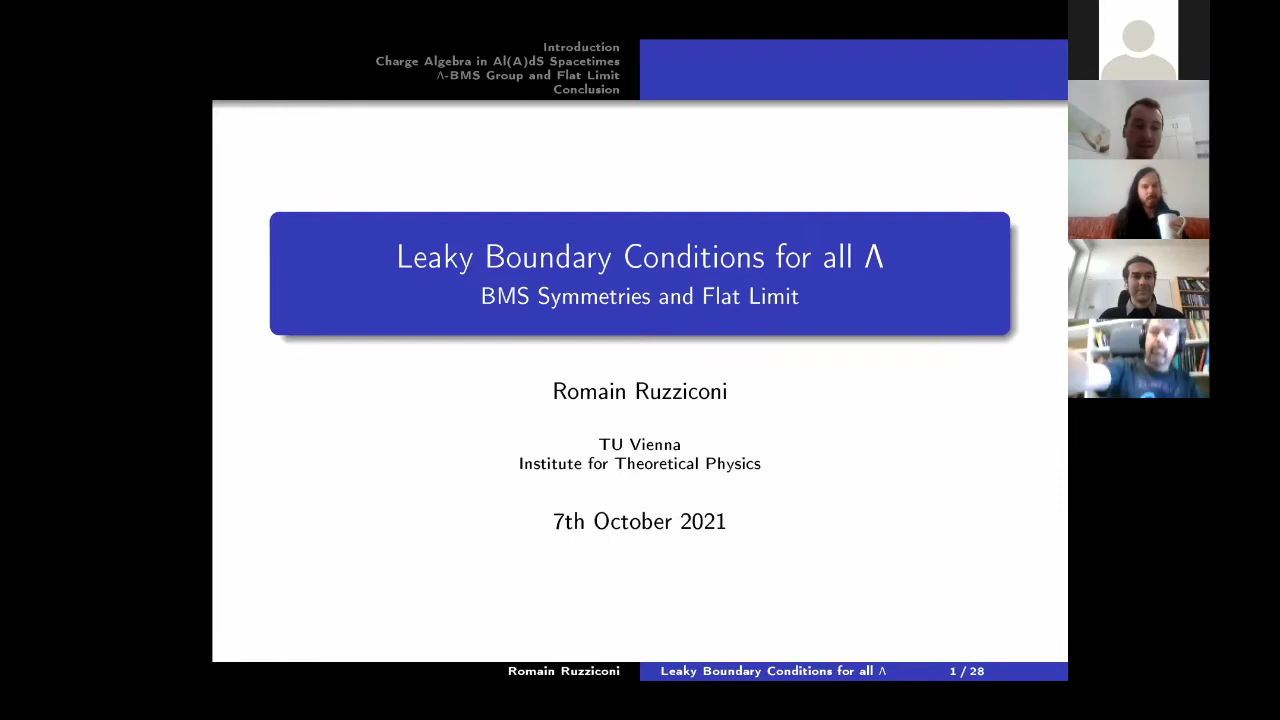 Introduction
Charge Algebra in Al(A)dS Spacetimes
Λ-BMS Group and Flat Limit
Conclusion
Leaky Boundary Conditions for all Λ
BMS Symmetries and Flat Limit
Romain Ruzziconi
TU Vienna
Institute for Theoretical Physics
7th October 2021
Romain Ruzziconi
Leaky Boundary Conditions for all Λ
1 / 28